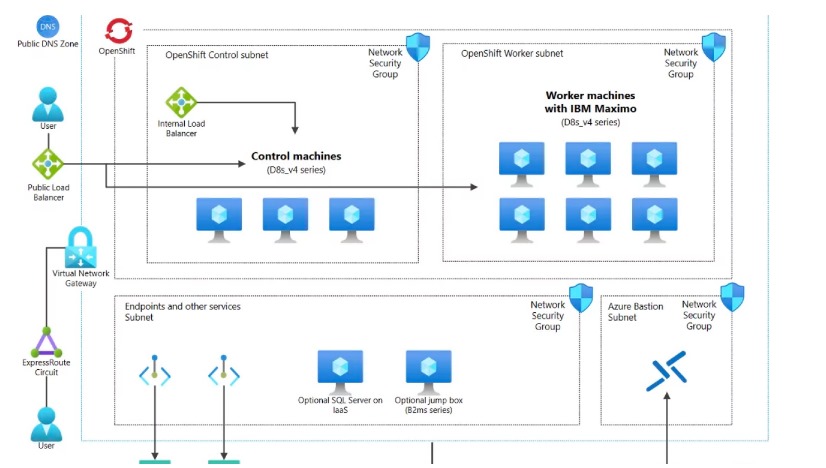 DNS
Public DNS Zone
OpenShift
OpenShift Control subnet
Network
Security
Group
OpenShift Worker subnet
Network
Security
Group
User
Internal Load
Balancer
Worker machines
with IBM Maximo
(D8s_v4 series)
Control machines
(D8s_v4 series)
Public Load
Balancer
Virtual Network
Gateway
Endpoints and other services
Subnet
Network
Security
Group
Azure Bastion
Subnet
Network
Security
Group
ExpressRoute
Circuit
Optional SQL Server on
IaaS
Optional jump box
(B2ms series)
User